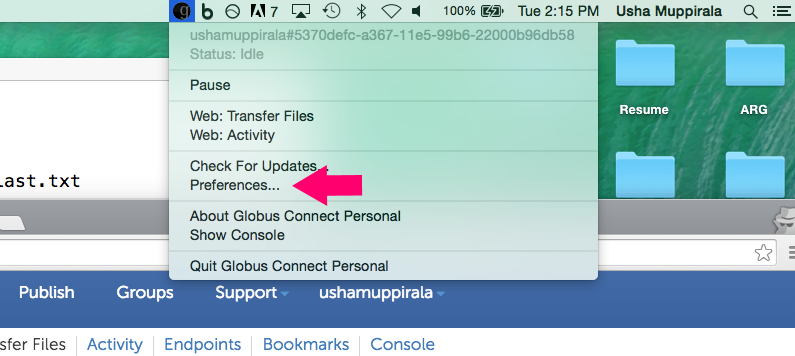 7 100% Tue 2:15 PM Usha Muppirala
ushamuppirala#5370defc-a367-11e5-99b6-22000b96db58
Status: Idle
Pause
Web: Transfer Files
Web: Activity
Check For Updates...
Preferences...
About Globus Connect Personal
Show Console
Quit Globus Connect Personal
Resume
ARG
last.txt
Publish Groups Support ushamuppirala
sfer Files Activity Endpoints Bookmarks Console